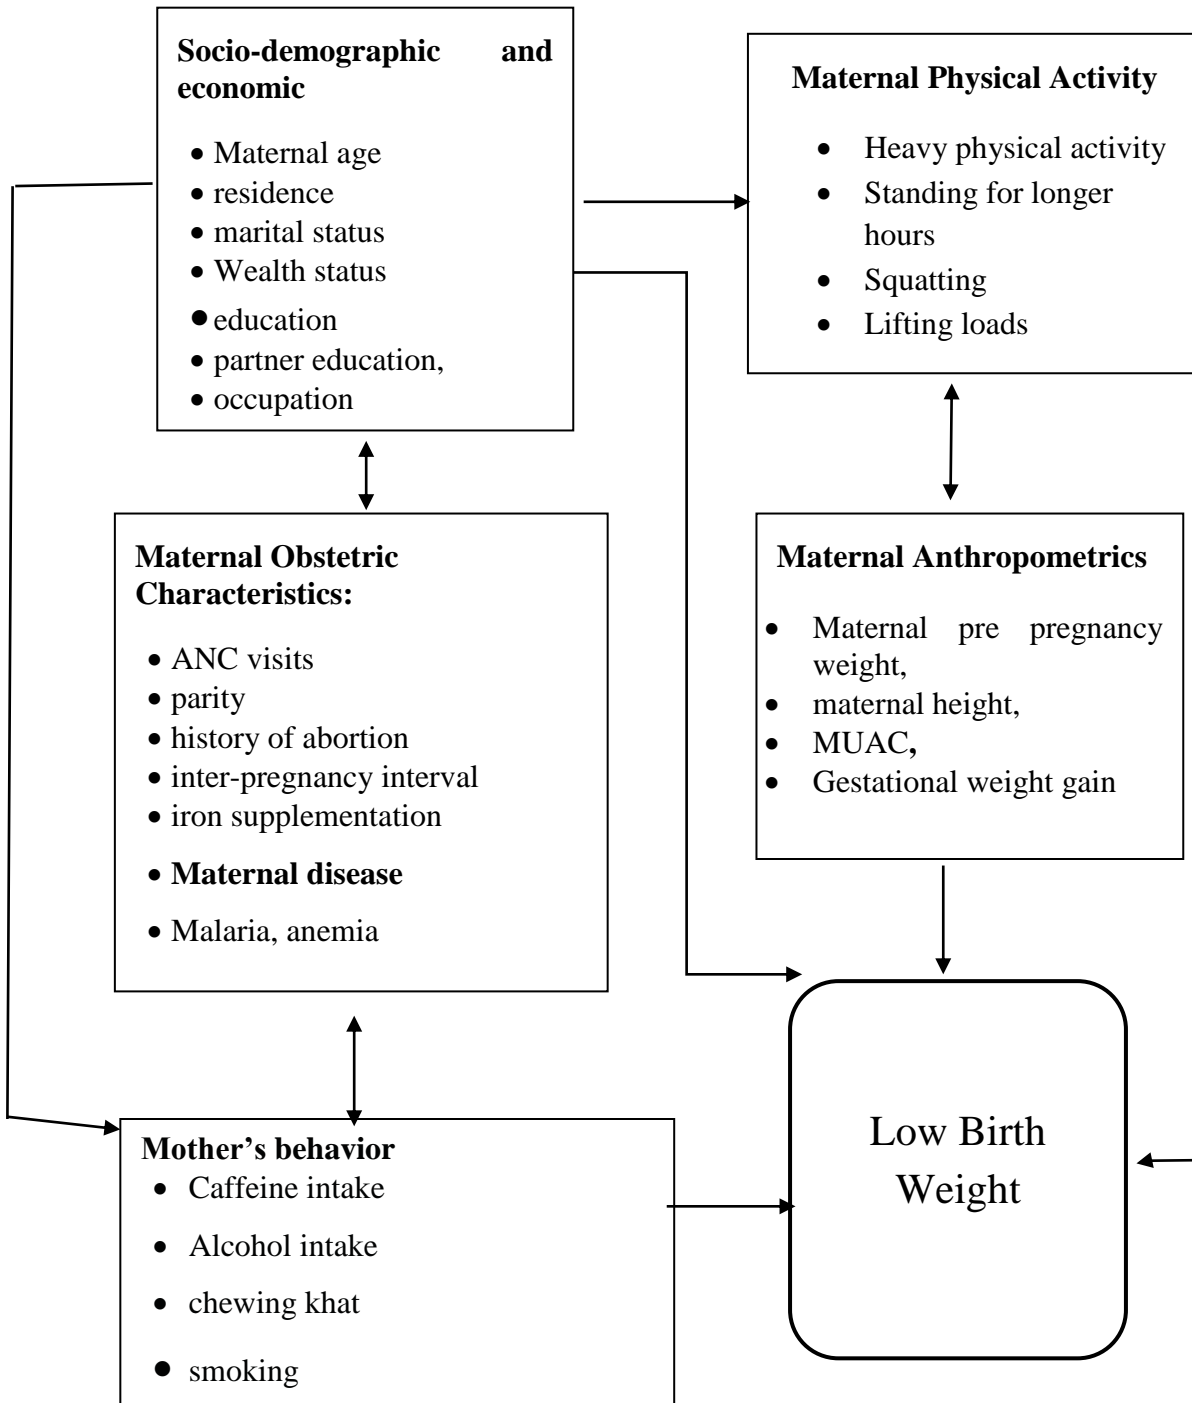 Socio-demographic and
economic
• Maternal age
• residence
• marital status
• Wealth status
• education
• partner education,
• occupation
Maternal Physical Activity
• Heavy physical activity
• Standing for longer
hours
• Squatting
• Lifting loads
Maternal Obstetric
Characteristics:
• ANC visits
• parity
• history of abortion
• inter-pregnancy interval
• iron supplementation
• Maternal disease
• Malaria, anemia
Maternal Anthropometrics
• Maternal pre pregnancy
weight,
• maternal height,
• MUAC,
• Gestational weight gain
Mother’s behavior
• Caffeine intake
• Alcohol intake
• chewing khat
• smoking
Low Birth
Weight